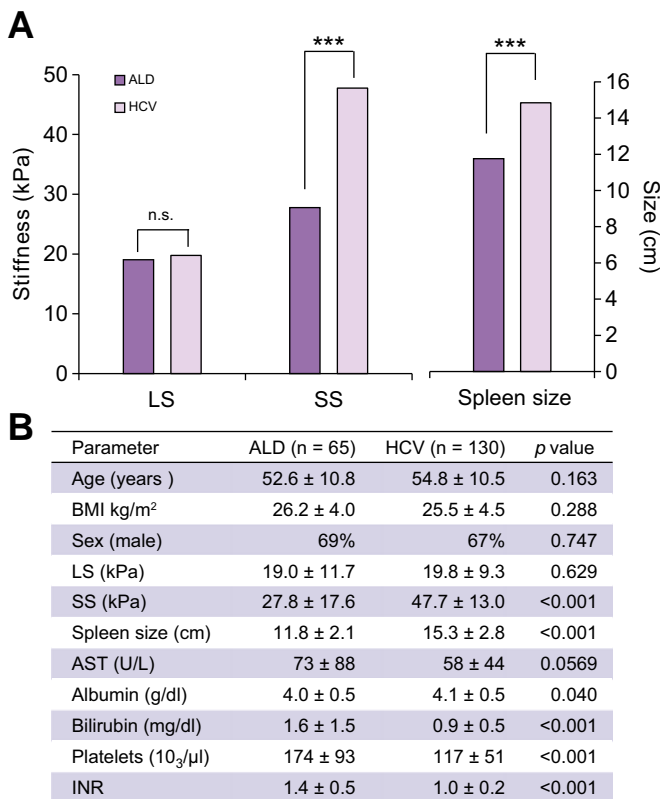 A
*** ***
50 16
ALD
HCV
14
40
12
30 10
n.s.
8
20 6
4
10
2
0 0
Stiffness (kPa)
Size (cm)
LS SS Spleen size
B
Parameter ALD (n = 65) HCV (n = 130) p value
Age (years ) 52.6 ± 10.8 54.8 ± 10.5 0.163
BMI kg/m² 26.2 ± 4.0 25.5 ± 4.5 0.288
Sex (male) 69% 67% 0.747
LS (kPa) 19.0 ± 11.7 19.8 ± 9.3 0.629
SS (kPa) 27.8 ± 17.6 47.7 ± 13.0 <0.001
Spleen size (cm) 11.8 ± 2.1 15.3 ± 2.8 <0.001
AST (U/L) 73 ± 88 58 ± 44 0.0569
Albumin (g/dl) 4.0 ± 0.5 4.1 ± 0.5 0.040
Bilirubin (mg/dl) 1.6 ± 1.5 0.9 ± 0.5 <0.001
Platelets (10₃/µl) 174 ± 93 117 ± 51 <0.001
INR 1.4 ± 0.5 1.0 ± 0.2 <0.001